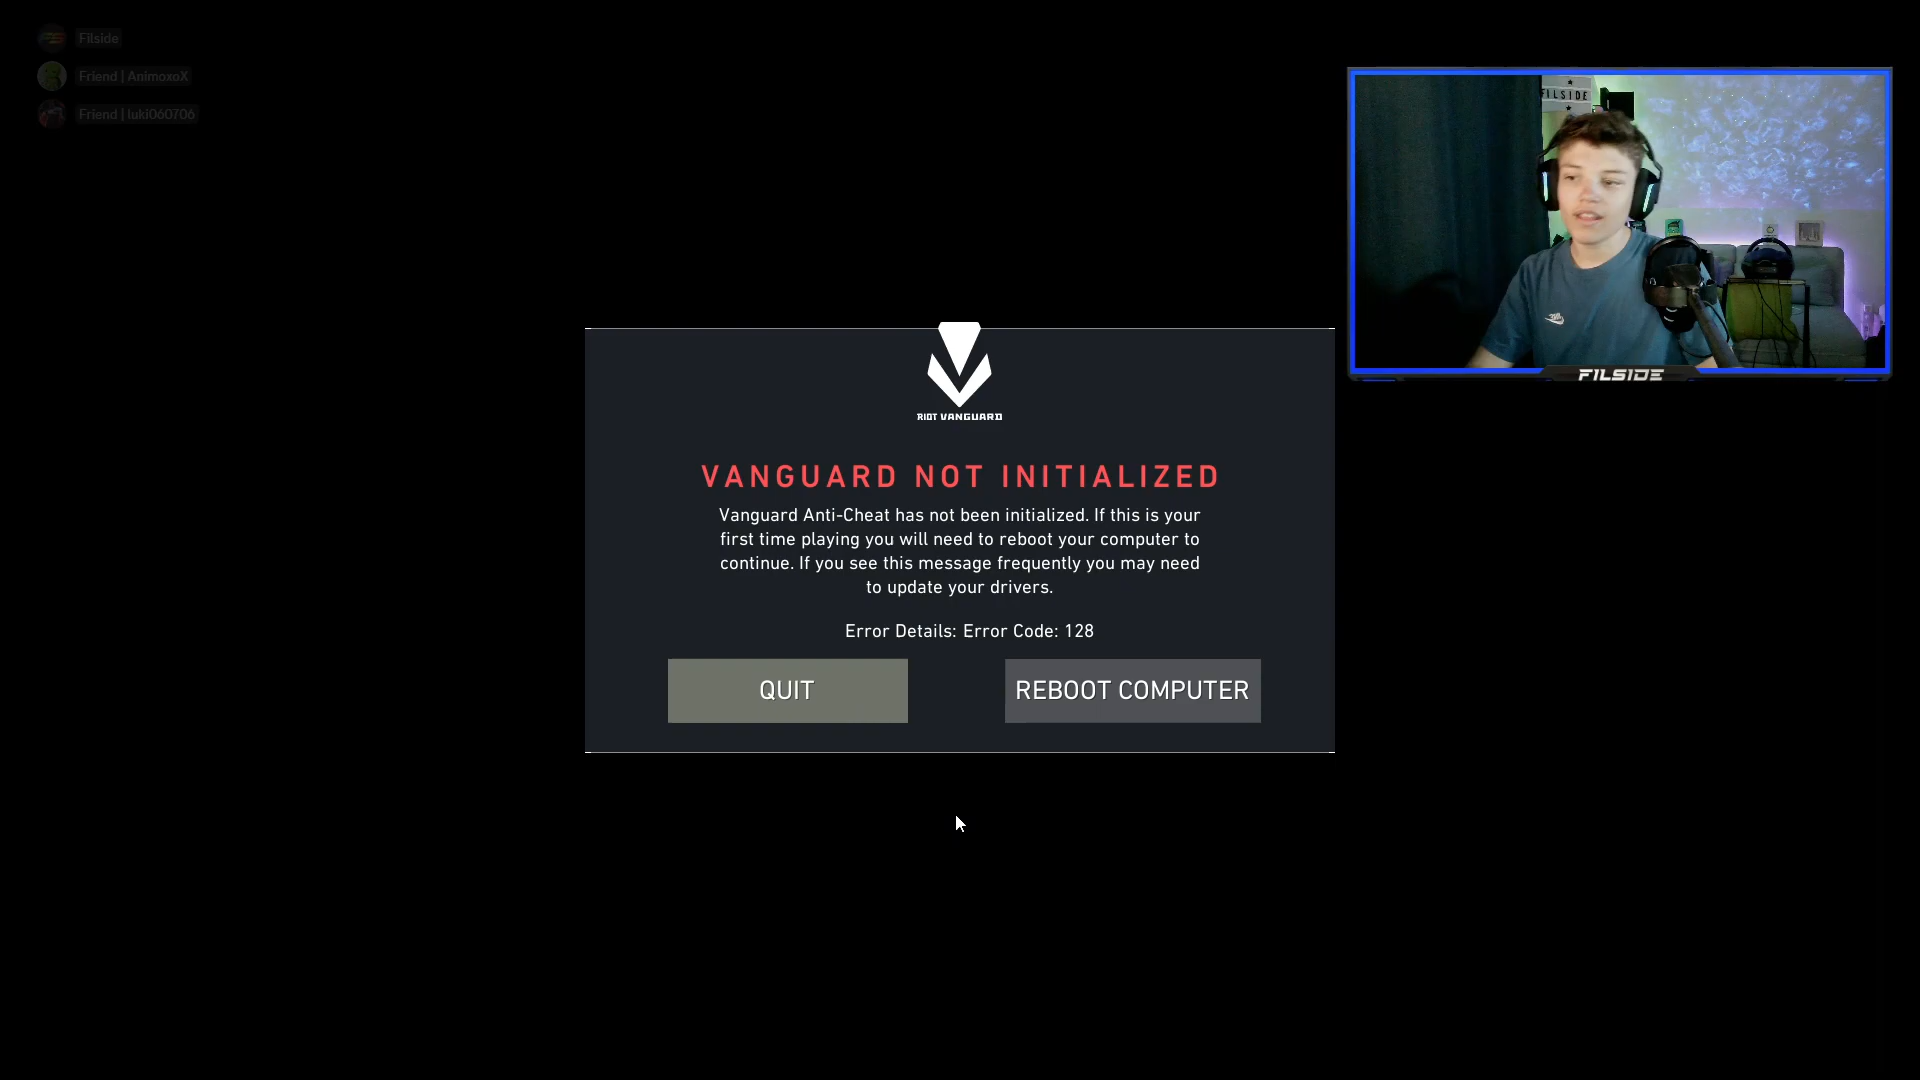 Filside
Friend | AnimoxoX
Friend | luki060706
FILSIDE
FILSIDE
RIOT VANGUARD
VANGUARD NOT INITIALIZED
Vanguard Anti-Cheat has not been initialized. If this is your
first time playing you will need to reboot your computer to
continue. If you see this message frequently you may need
to update your drivers.
Error Details: Error Code: 128
QUIT
REBOOT COMPUTER